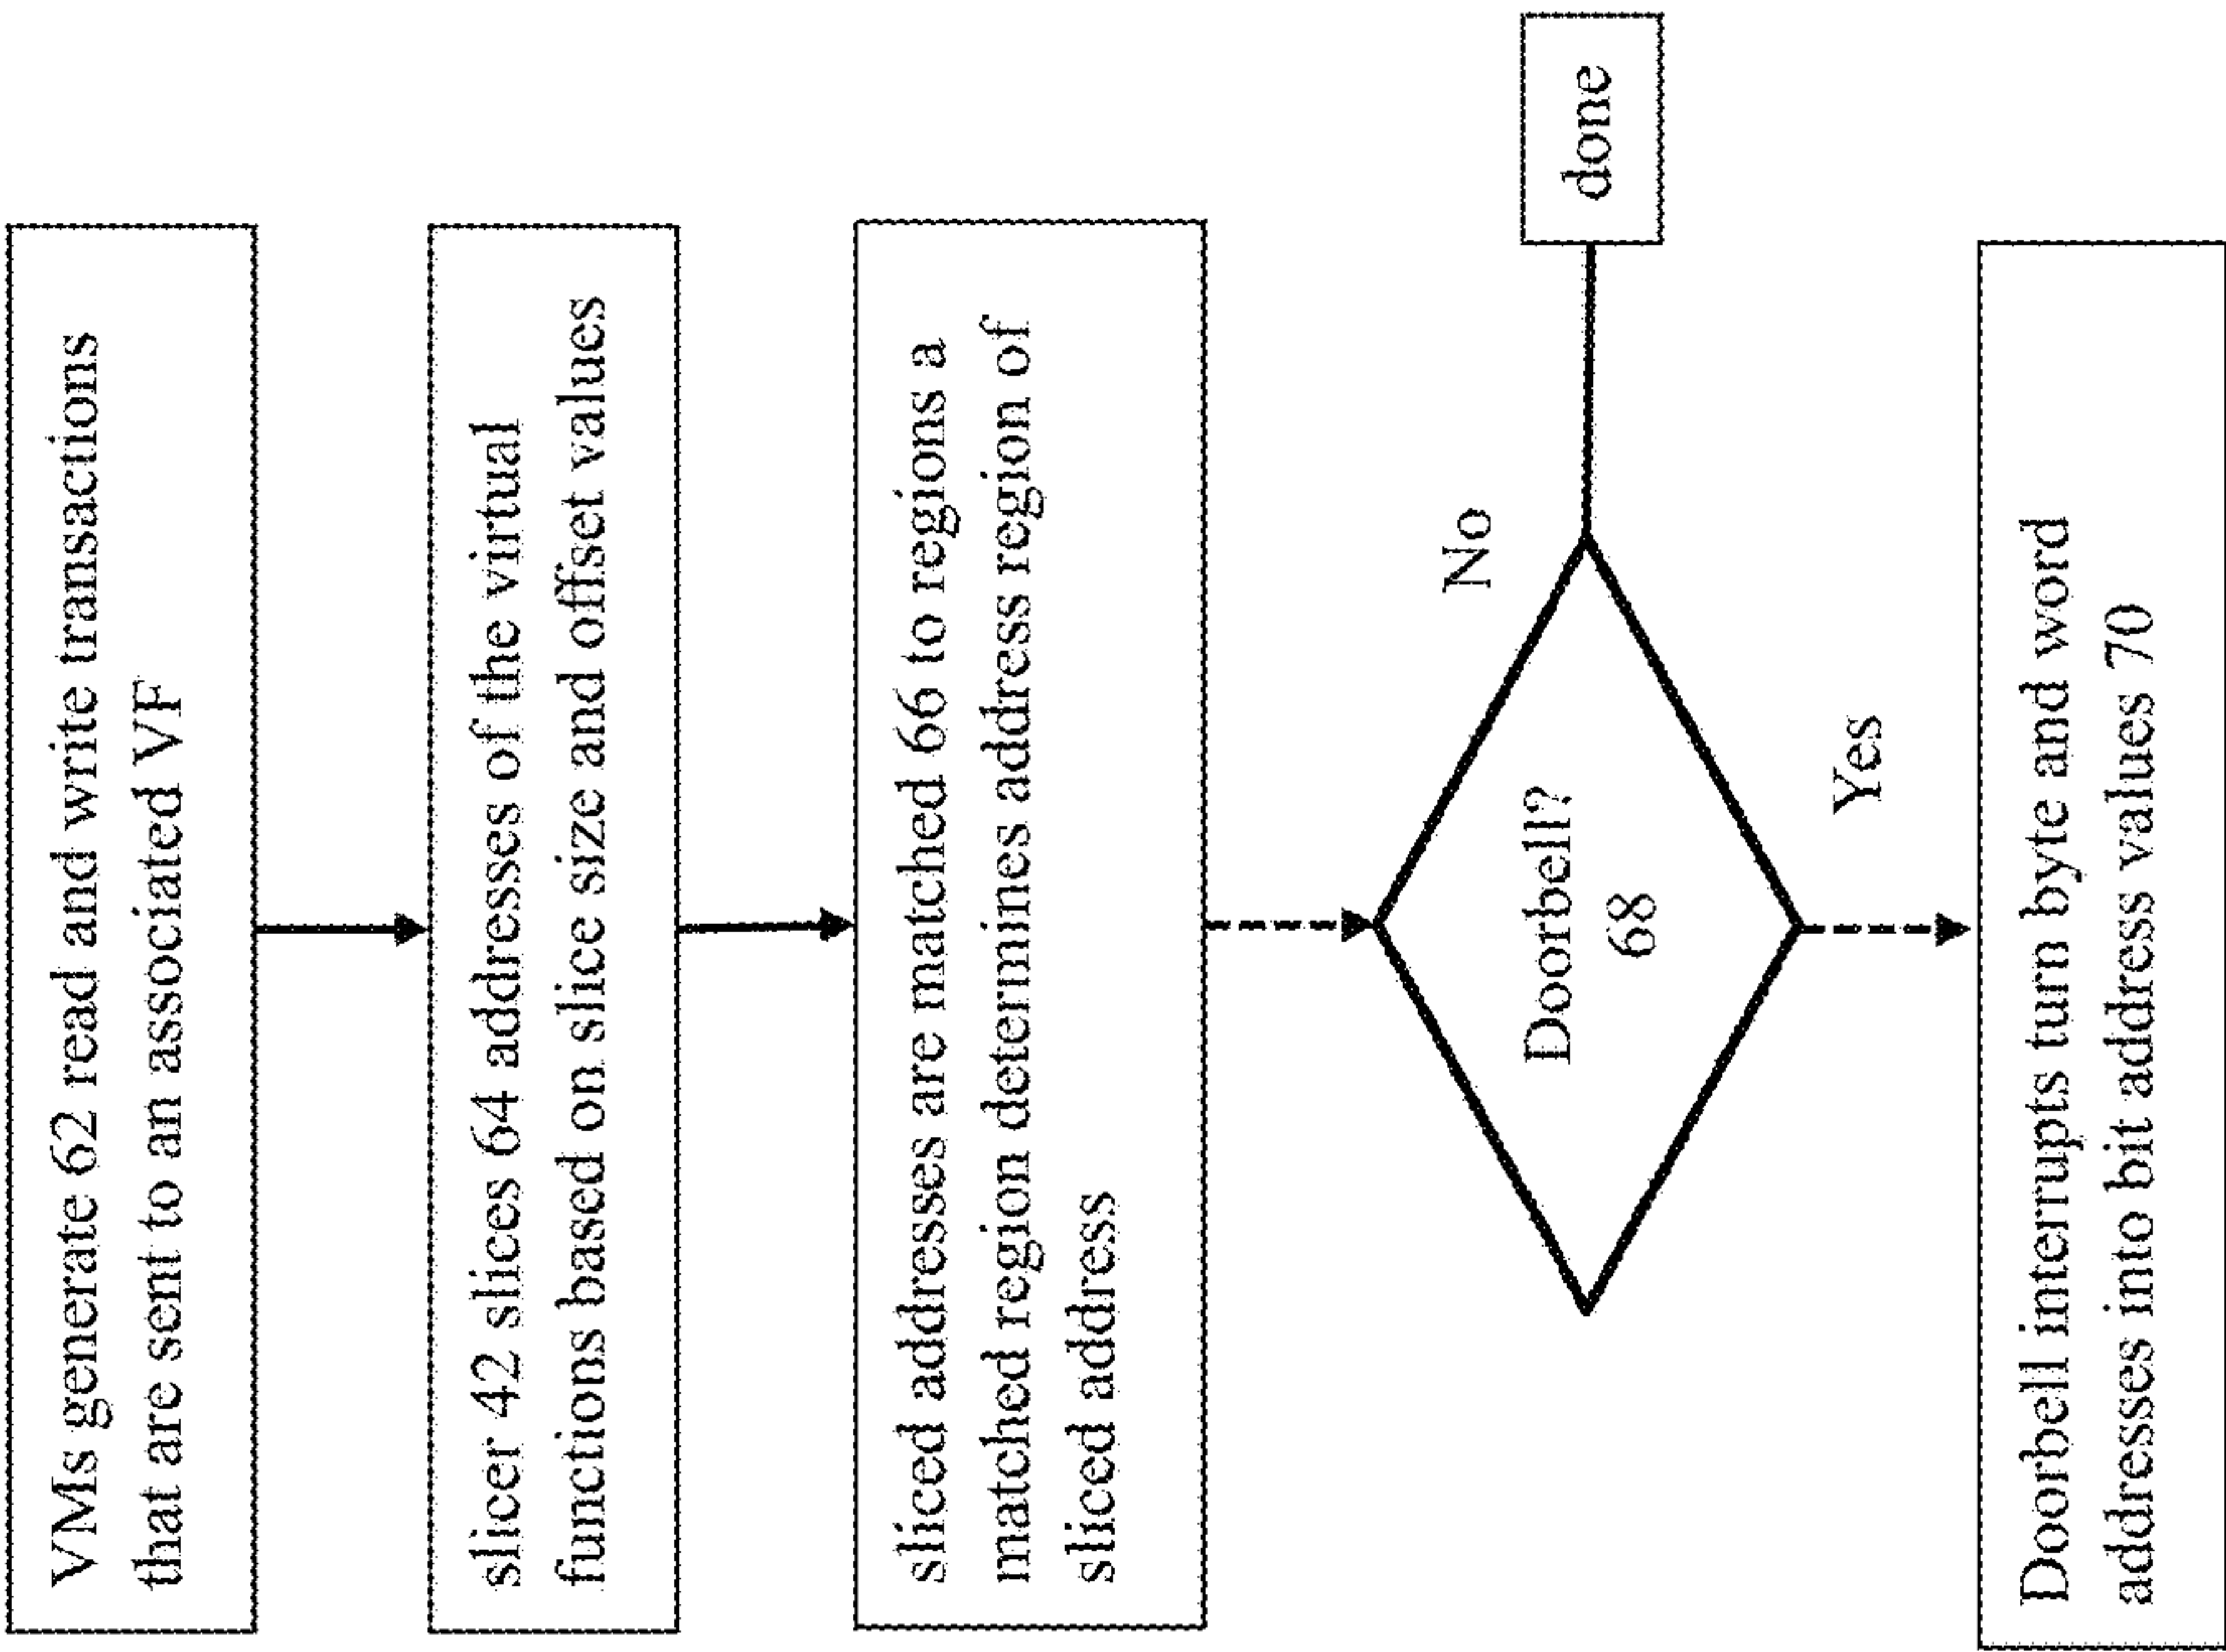 VMs generate 62 read and write transactions
that are sent to an associated VF
slicer 42 slices 64 addresses of the virtual
functions based on slice size and offset values
sliced addresses are matched 66 to regions a
matched region determines address region of
sliced address
Doorbell?
68
No
done
Yes
Doorbell interrupts turn byte and word
addresses into bit address values 70